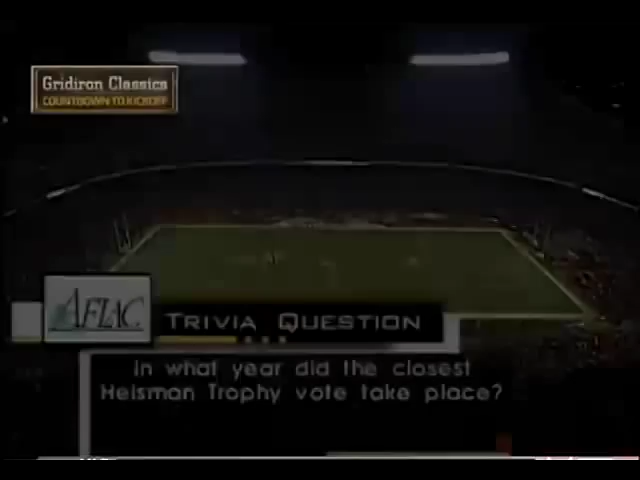 Gridiron Classics
COUNTDOWN TO KICKOFF
AFLAC
TRIVIA QUESTION
In what year did the closest
Heisman Trophy vote take place?